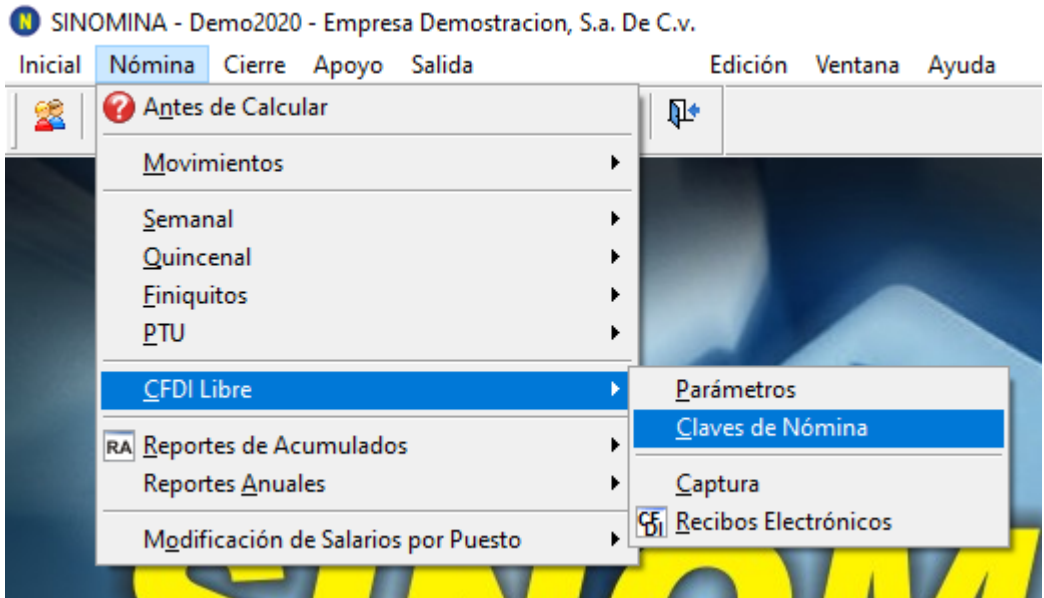 N SINOMINA - Demo2020 - Empresa Demostracion, S.a. De C.v.
Inicial Nómina Cierre Apoyo Salida Edición Ventana Ayuda
? Antes de Calcular
Movimientos
Semanal
Quincenal
Finiquitos
PTU
CFDI Libre
RA Reportes de Acumulados
Reportes Anuales
Modificación de Salarios por Puesto
Parámetros
Claves de Nómina
Captura
CFDI Recibos Electrónicos